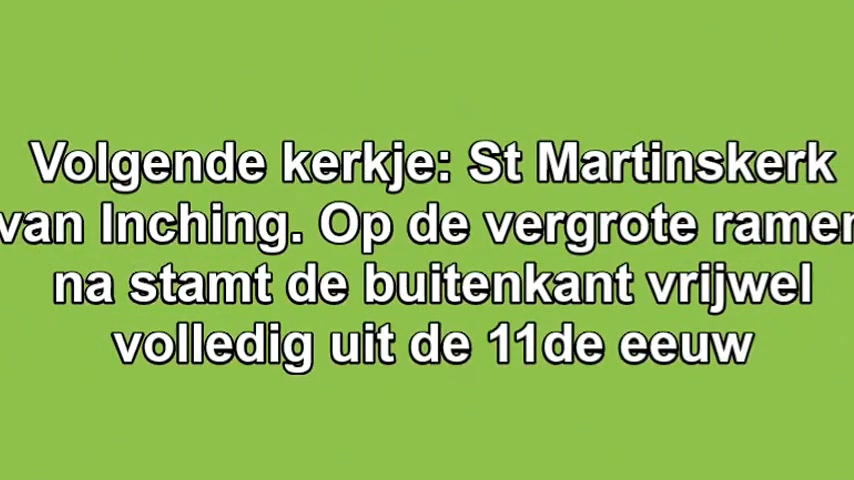 Volgende kerkje: St Martinskerk
van Inching. Op de vergrote ramen
na stamt de buitenkant vrijwel
volledig uit de 11de eeuw